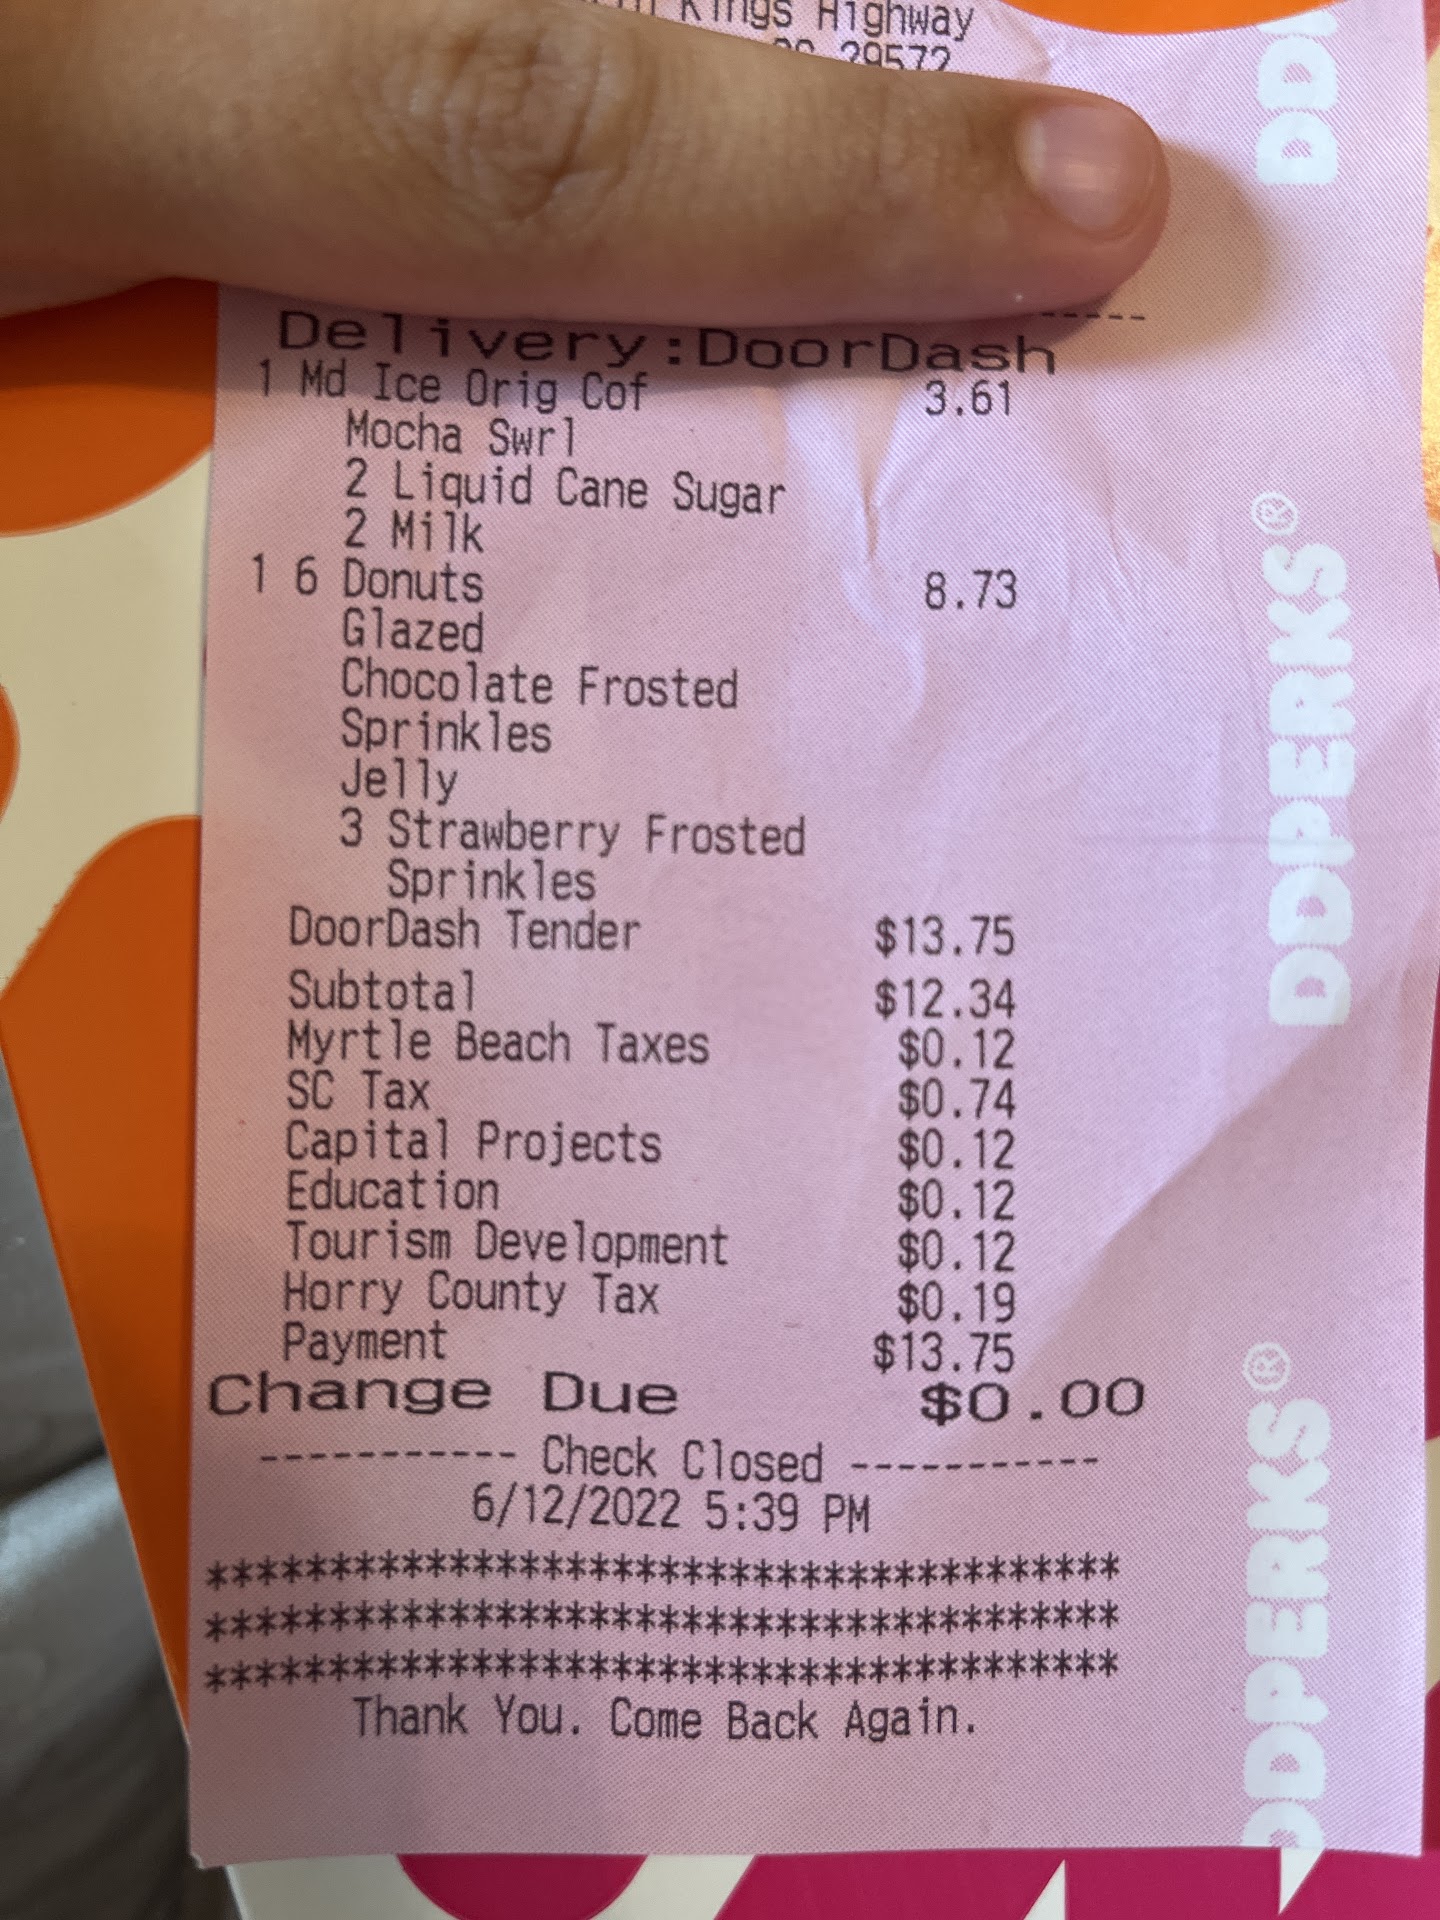 Kings Highway
29572
Delivery:DoorDash
1 Md Ice Orig Cof 3.61
Mocha Swrl
2 Liquid Cane Sugar
2 Milk
1 6 Donuts 8.73
Glazed
Chocolate Frosted
Sprinkles
Jelly
3 Strawberry Frosted
Sprinkles
DoorDash Tender $13.75
Subtotal $12.34
Myrtle Beach Taxes $0.12
SC Tax $0.74
Capital Projects $0.12
Education $0.12
Tourism Development $0.12
Horry County Tax $0.19
Payment $13.75
Change Due $0.00
----------- Check Closed -----------
6/12/2022 5:39 PM
***************************************
***************************************
***************************************
Thank You. Come Back Again.
DDPERKS®
DDPERKS®